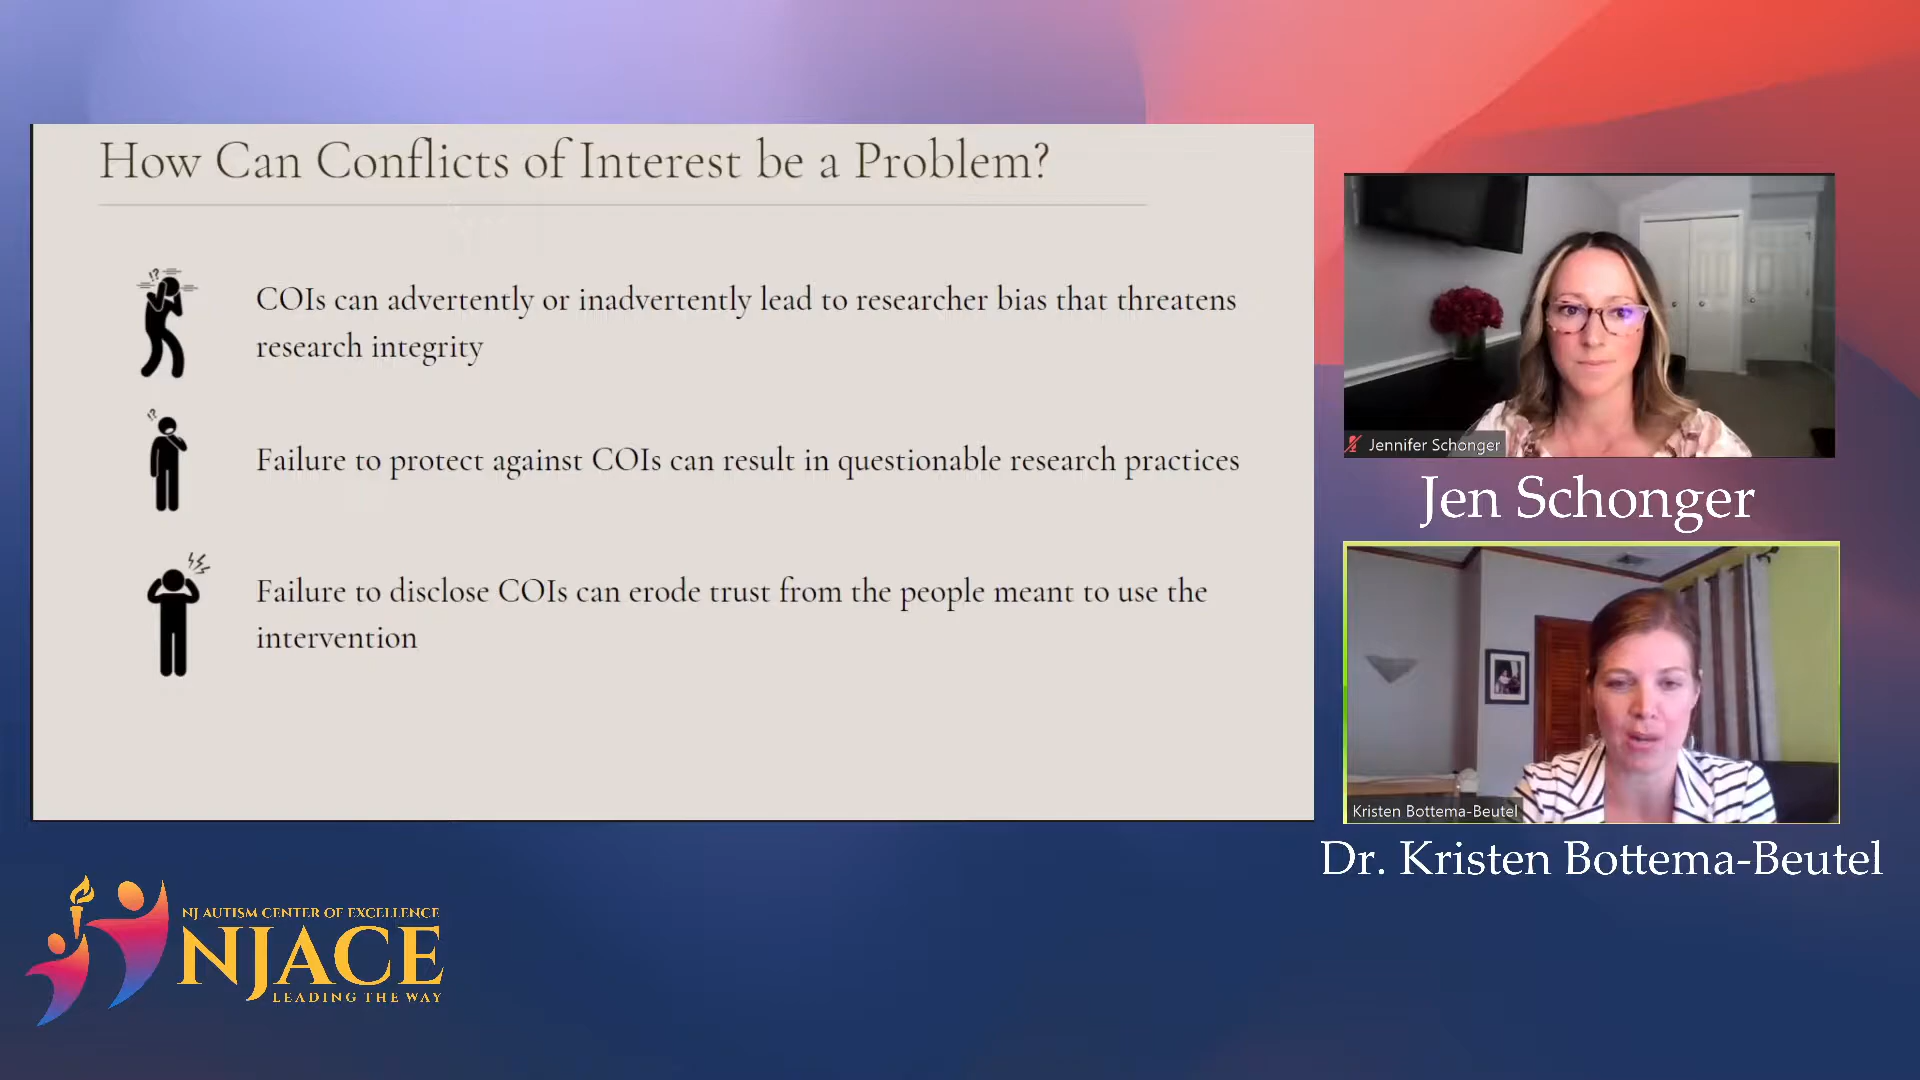 How Can Conflicts of Interest be a Problem?
COIs can advertently or inadvertently lead to researcher bias that threatens
research integrity
Failure to protect against COIs can result in questionable research practices
Failure to disclose COIs can erode trust from the people meant to use the
intervention
Jennifer Schonger
Jen Schonger
Kristen Bottema-Beutel
Dr. Kristen Bottema-Beutel
NJ AUTISM CENTER OF EXCELLENCE
NJACE
LEADING THE WAY